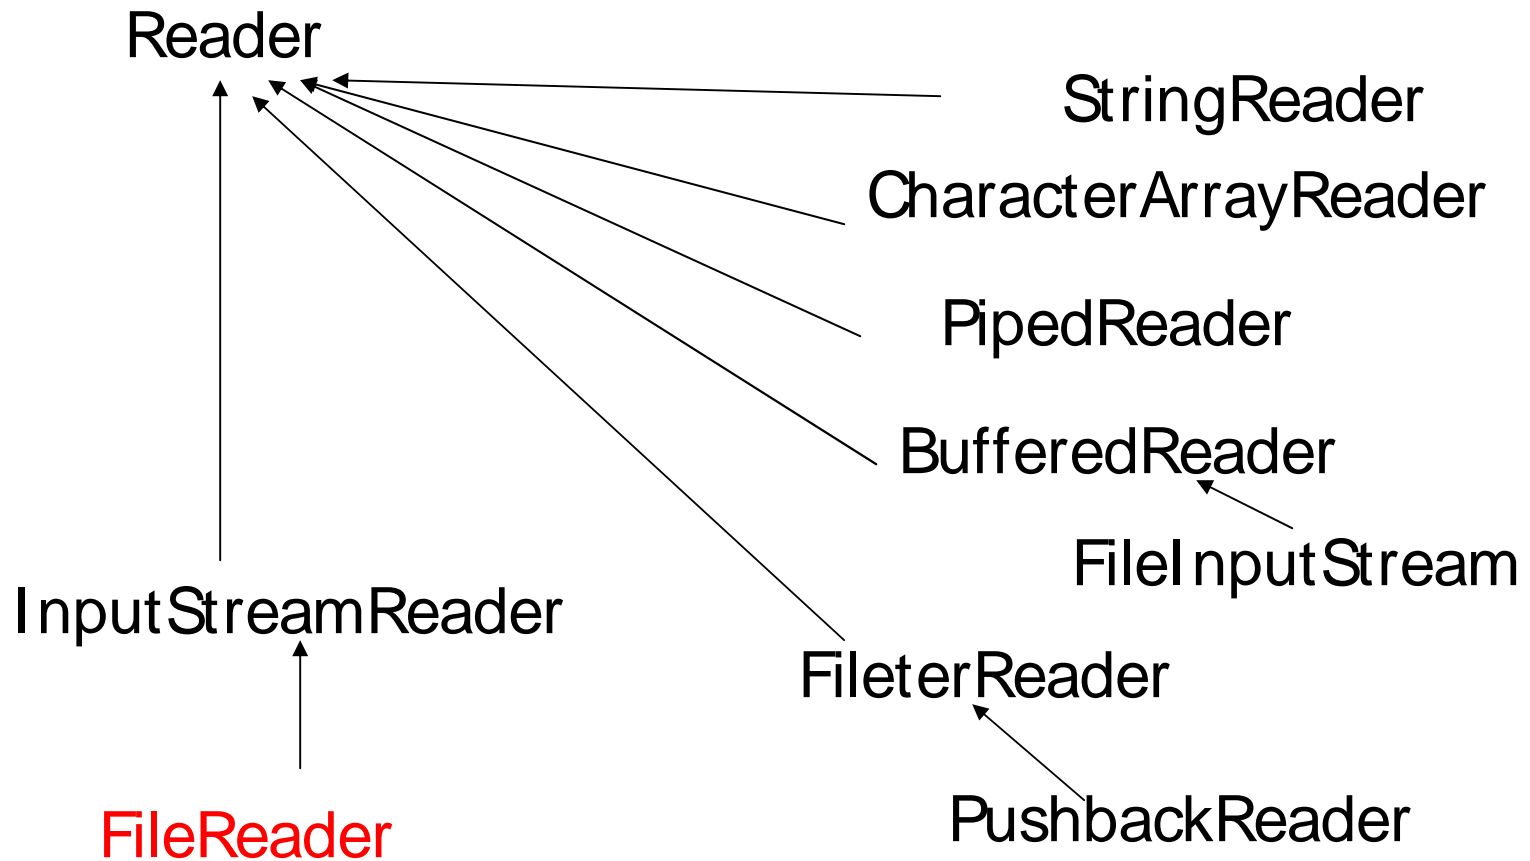 Reader
StringReader
CharacterArrayReader
PipedReader
BufferedReader
FileInputStream
InputStreamReader
FileterReader
PushbackReader
FileReader